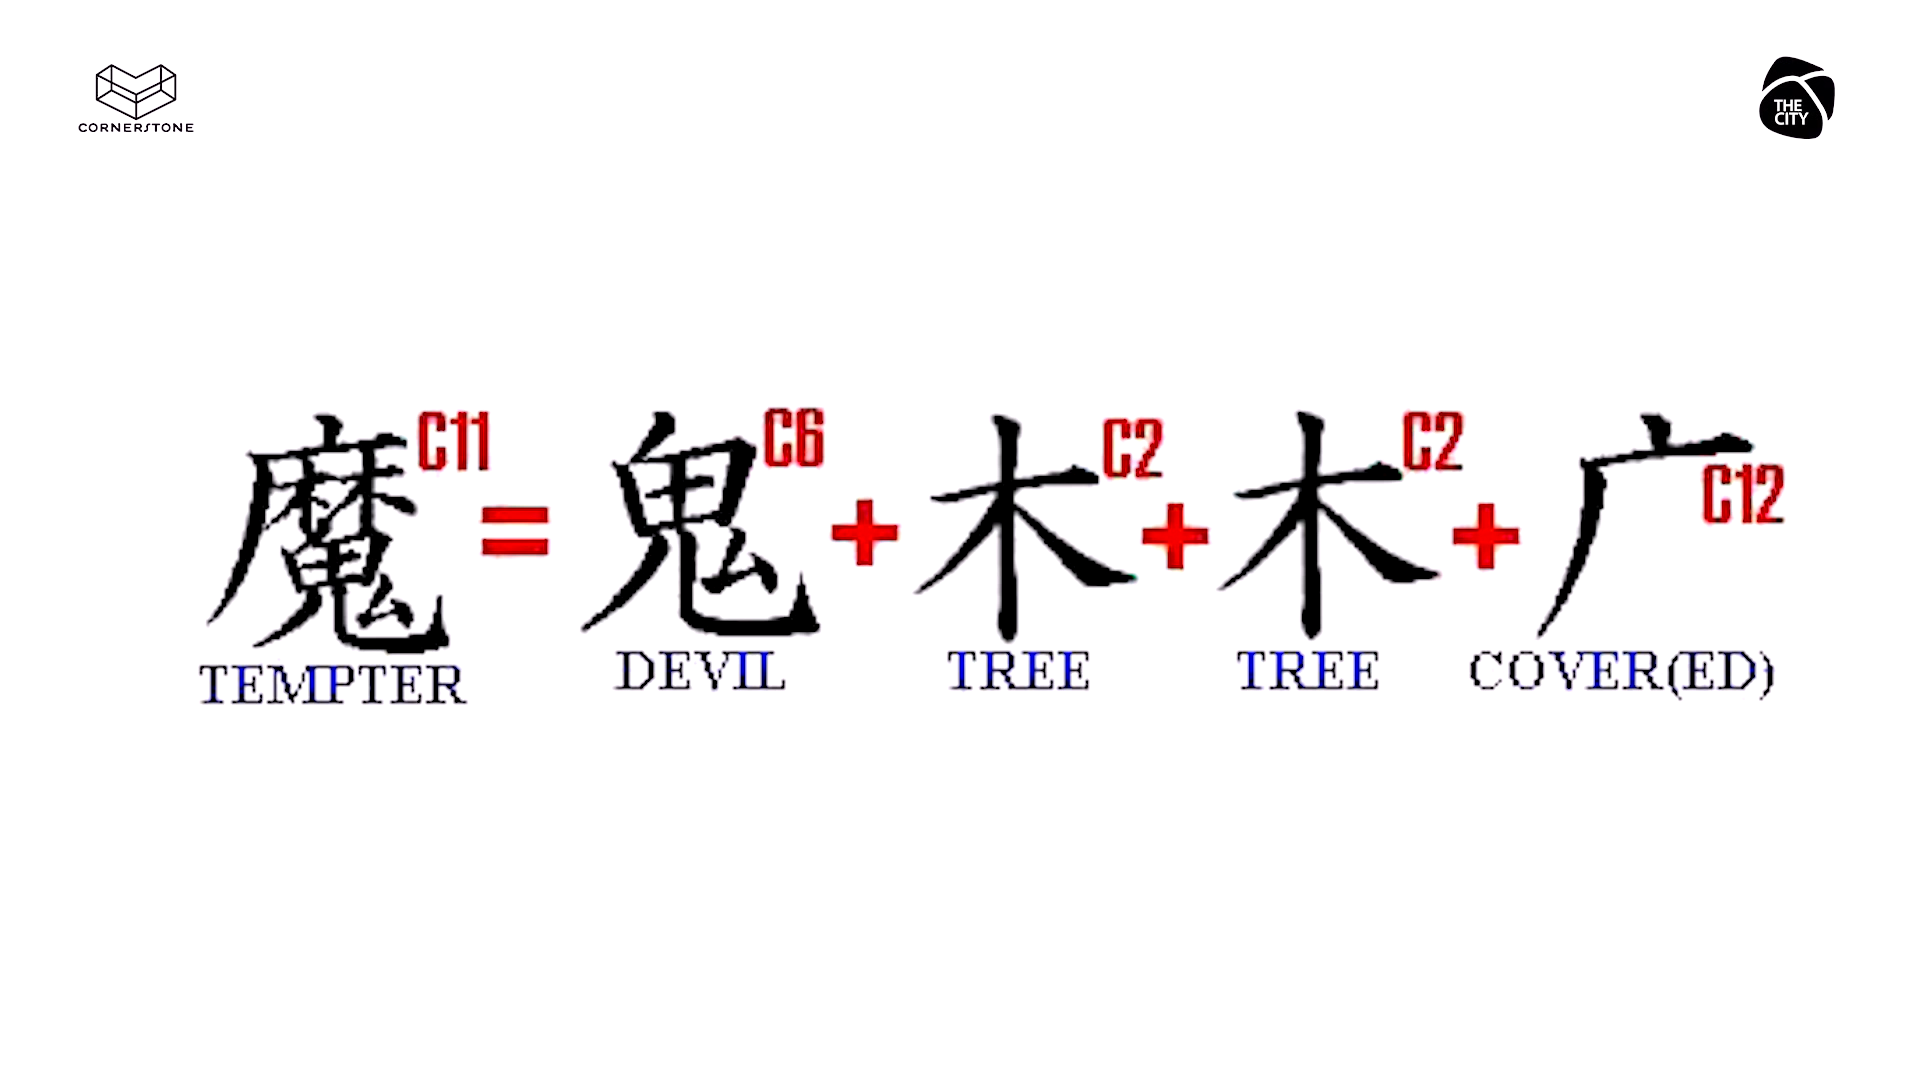 CORNERSTONE
THE
CITY
魔 C11 = 鬼 C6 + 木 C2 + 木 C2 + 广 C12
TEMPTER DEVIL TREE TREE COVER(ED)